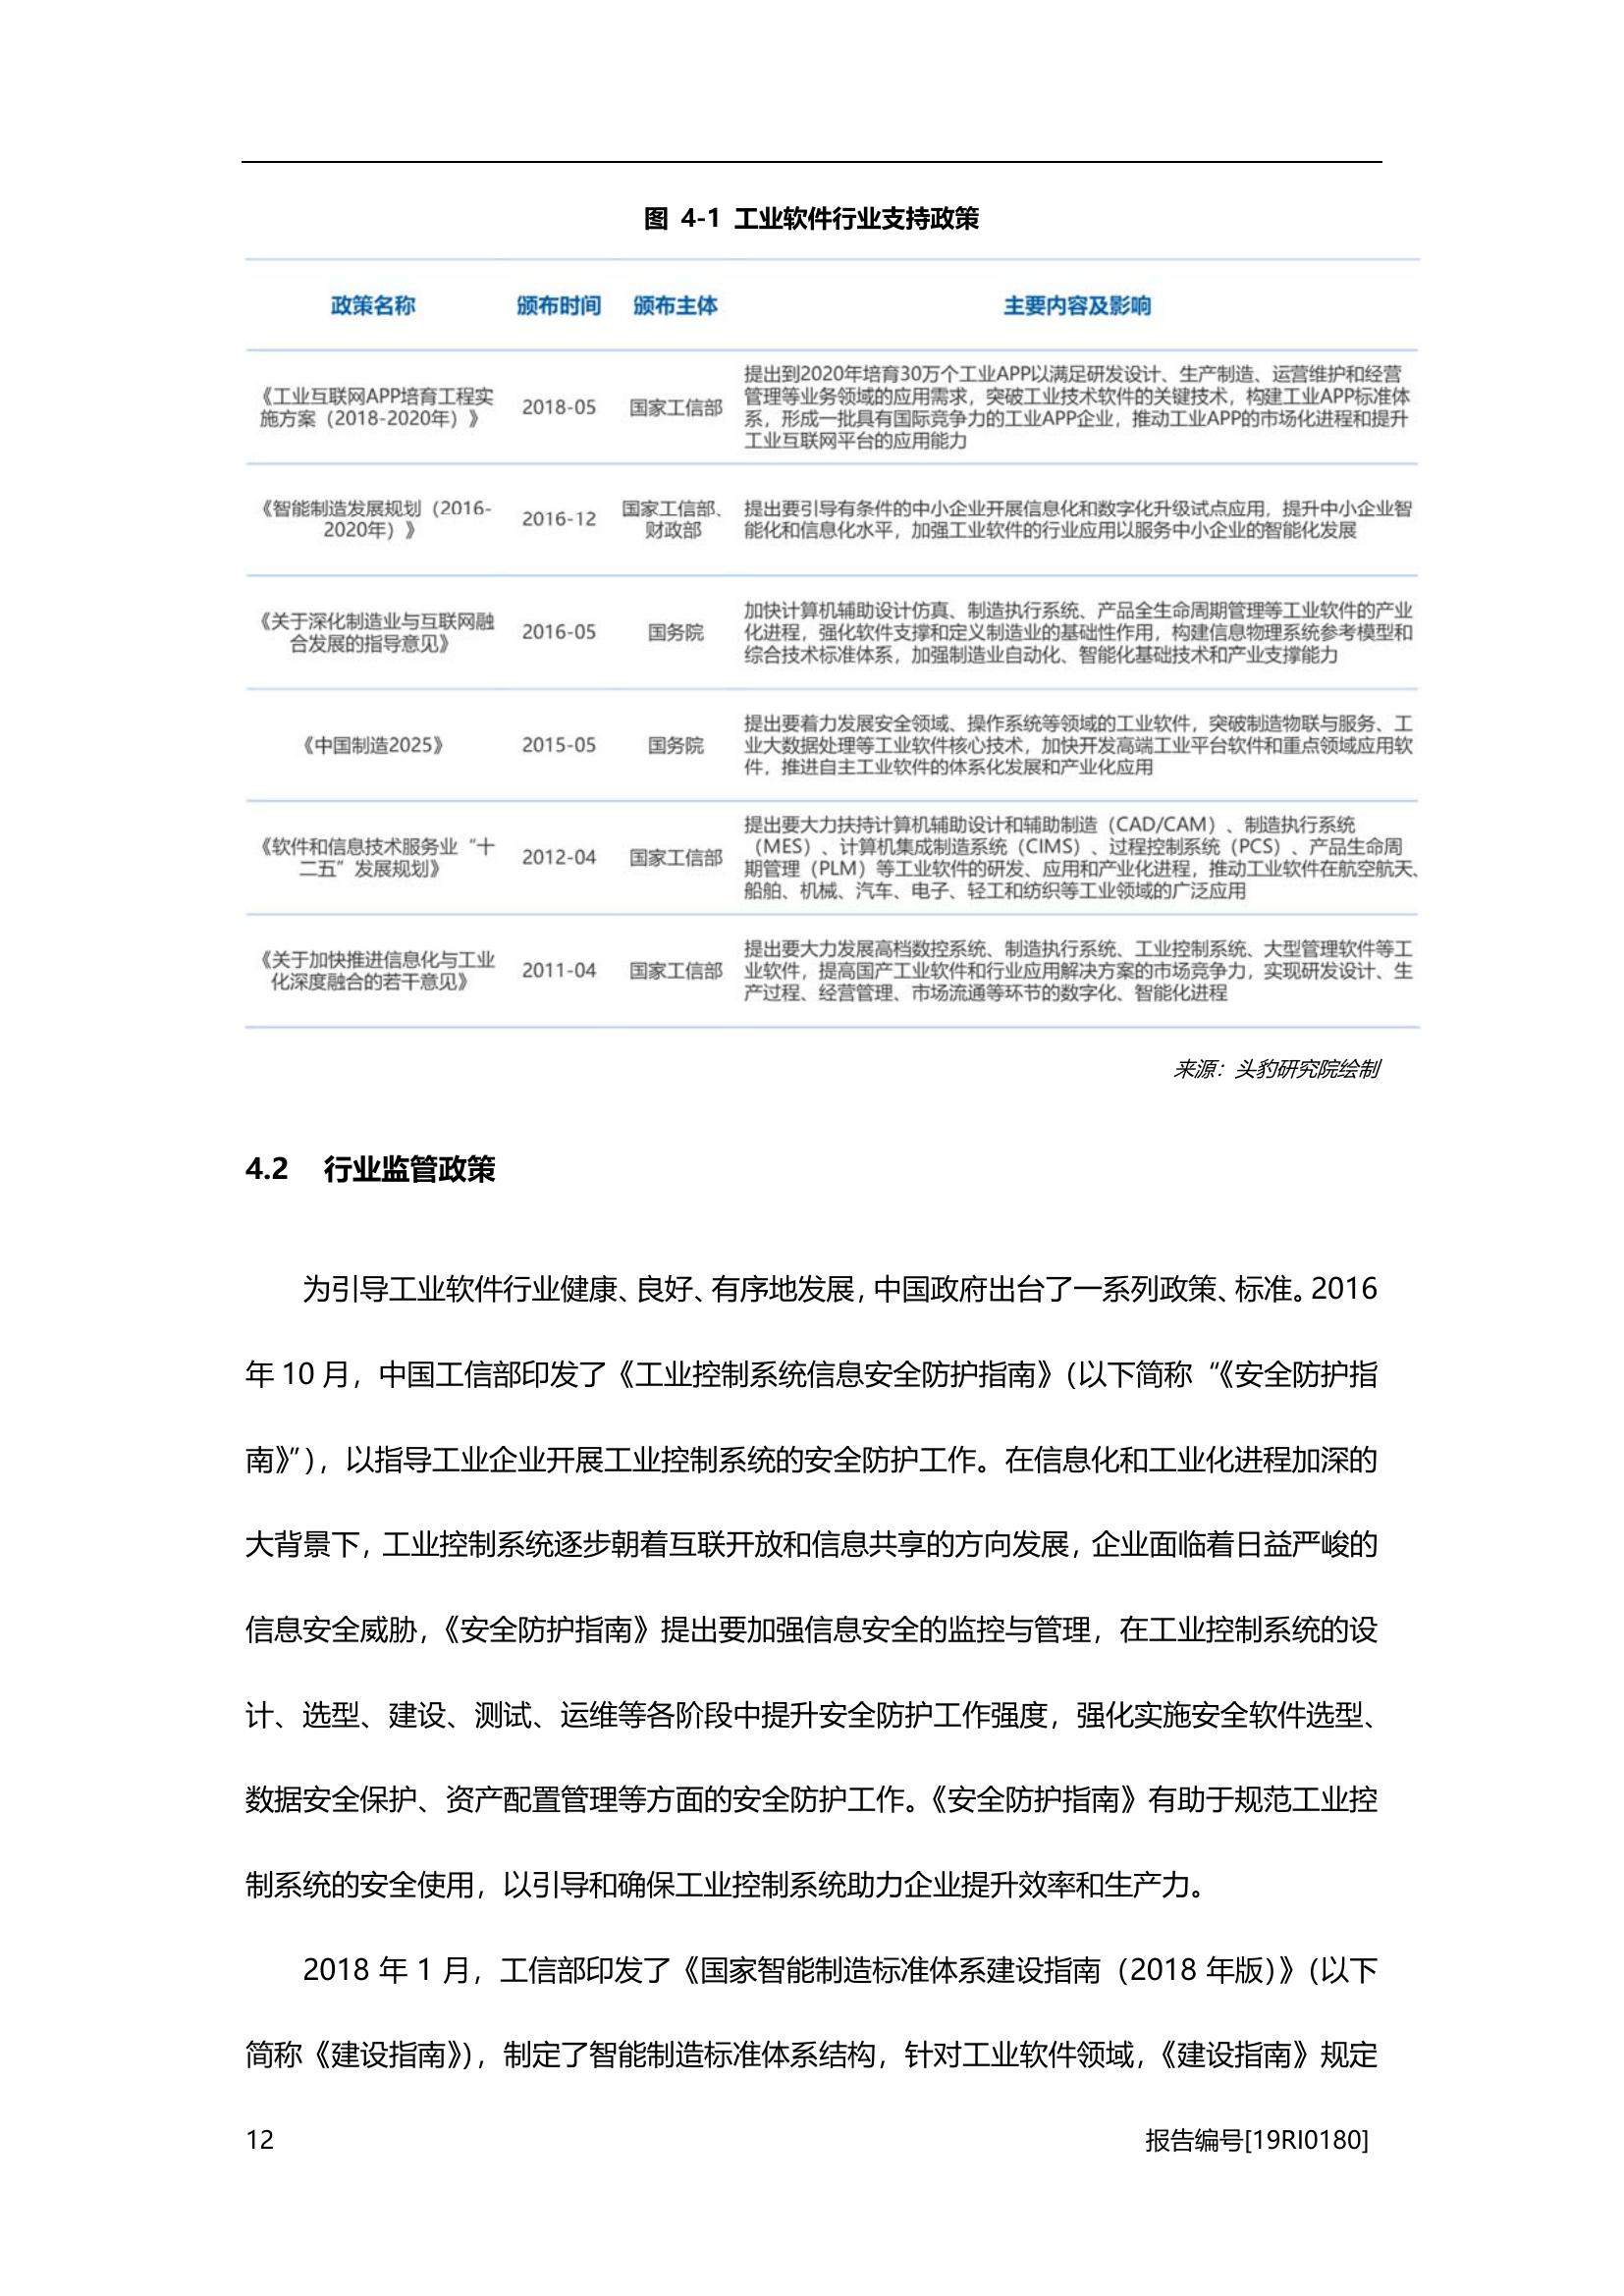 图 4-1 工业软件行业支持政策
政策名称 颁布时间 颁布主体 主要内容及影响
《工业互联网APP培育工程实
施方案（2018-2020年）》
2018-05
国家工信部
提出到2020年培育30万个工业APP以满足研发设计、生产制造、运营维护和经营
管理等业务领域的应用需求，突破工业技术软件的关键技术，构建工业APP标准体
系，形成一批具有国际竞争力的工业APP企业，推动工业APP的市场化进程和提升
工业互联网平台的应用能力
《智能制造发展规划（2016-
2020年）》
2016-12
国家工信部、
财政部
提出要引导有条件的中小企业开展信息化和数字化升级试点应用，提升中小企业智
能化和信息化水平，加强工业软件的行业应用以服务中小企业的智能化发展
《关于深化制造业与互联网融
合发展的指导意见》
2016-05
国务院
加快计算机辅助设计仿真、制造执行系统、产品全生命周期管理等工业软件的产业
化进程，强化软件支撑和定义制造业的基础性作用，构建信息物理系统参考模型和
综合技术标准体系，加强制造业自动化、智能化基础技术和产业支撑能力
《中国制造2025》
2015-05
国务院
提出要着力发展安全领域、操作系统等领域的工业软件，突破制造物联与服务、工
业大数据处理等工业软件核心技术，加快开发高端工业平台软件和重点领域应用软
件，推进自主工业软件的体系化发展和产业化应用
《软件和信息技术服务业“十
二五”发展规划》
2012-04
国家工信部
提出要大力扶持计算机辅助设计和辅助制造（CAD/CAM）、制造执行系统
（MES）、计算机集成制造系统（CIMS）、过程控制系统（PCS）、产品生命周
期管理（PLM）等工业软件的研发、应用和产业化进程，推动工业软件在航空航天、
船舶、机械、汽车、电子、轻工和纺织等工业领域的广泛应用
《关于加快推进信息化与工业
化深度融合的若干意见》
2011-04
国家工信部
提出要大力发展高档数控系统、制造执行系统、工业控制系统、大型管理软件等工
业软件，提高国产工业软件和行业应用解决方案的市场竞争力，实现研发设计、生
产过程、经营管理、市场流通等环节的数字化、智能化进程
来源：头豹研究院绘制
4.2 行业监管政策
为引导工业软件行业健康、良好、有序地发展，中国政府出台了一系列政策、标准。2016
年 10 月，中国工信部印发了《工业控制系统信息安全防护指南》（以下简称“《安全防护指
南》”），以指导工业企业开展工业控制系统的安全防护工作。在信息化和工业化进程加深的
大背景下，工业控制系统逐步朝着互联开放和信息共享的方向发展，企业面临着日益严峻的
信息安全威胁，《安全防护指南》提出要加强信息安全的监控与管理，在工业控制系统的设
计、选型、建设、测试、运维等各阶段中提升安全防护工作强度，强化实施安全软件选型、
数据安全保护、资产配置管理等方面的安全防护工作。《安全防护指南》有助于规范工业控
制系统的安全使用，以引导和确保工业控制系统助力企业提升效率和生产力。
2018 年 1 月，工信部印发了《国家智能制造标准体系建设指南（2018 年版）》（以下
简称《建设指南》），制定了智能制造标准体系结构，针对工业软件领域，《建设指南》规定
12 报告编号[19RI0180]